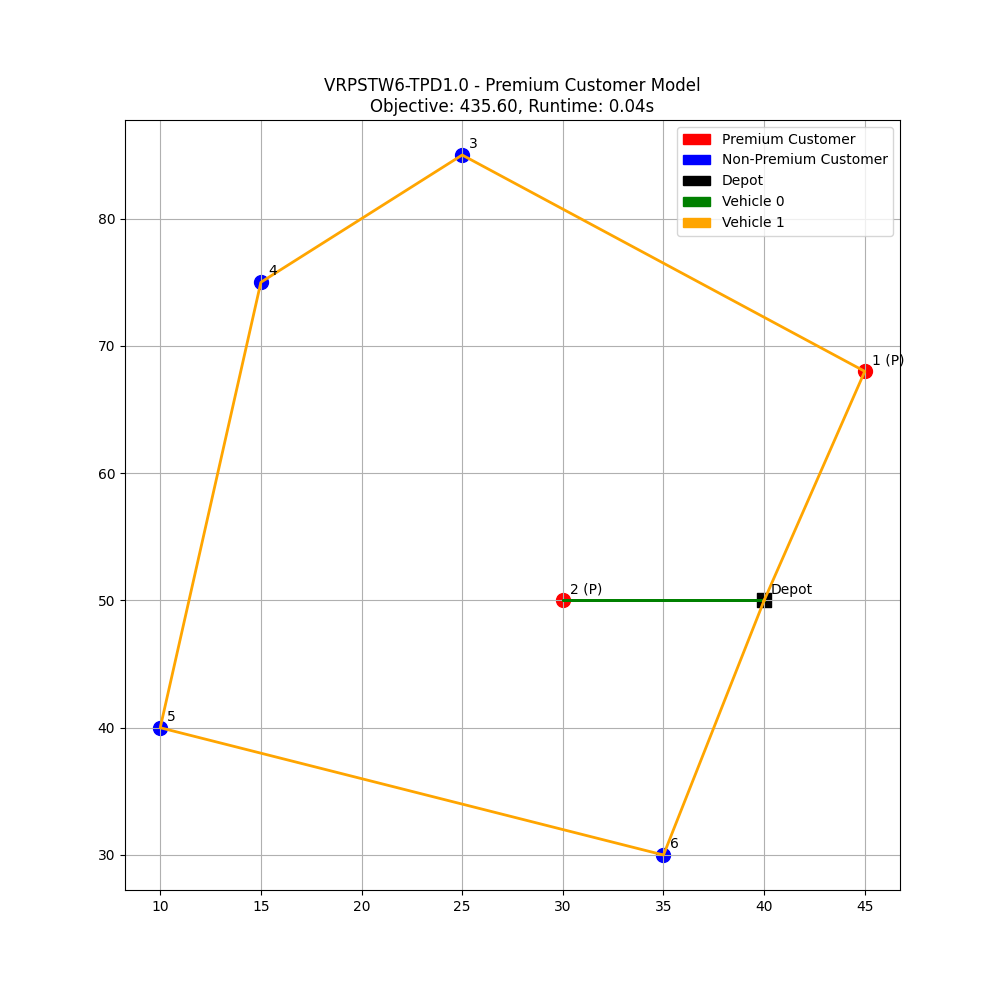 VRPSTW6-TPD1.0 - Premium Customer Model
Objective: 435.60, Runtime: 0.04s
Premium Customer
Non-Premium Customer
Depot
Vehicle 0
Vehicle 1
3
4
1 (P)
2 (P)
Depot
5
6
80
70
60
50
40
30
10 15 20 25 30 35 40 45